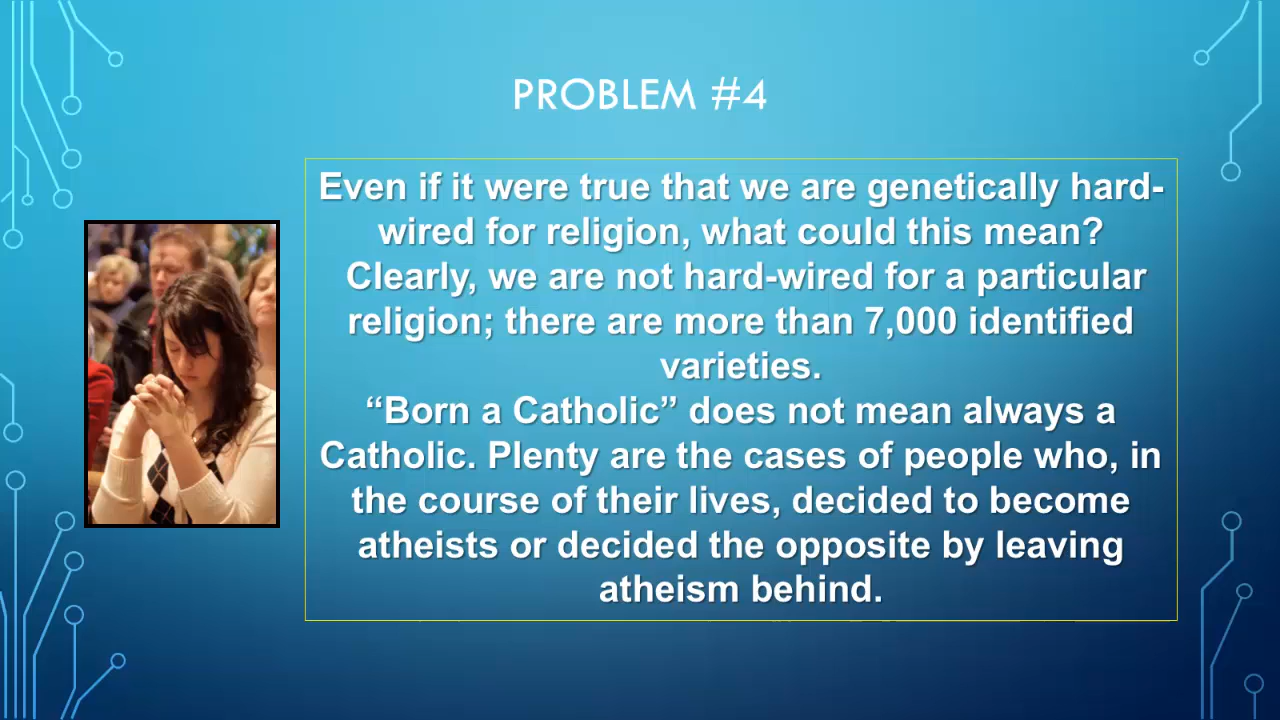 PROBLEM #4
Even if it were true that we are genetically hard-
wired for religion, what could this mean?
Clearly, we are not hard-wired for a particular
religion; there are more than 7,000 identified
varieties.
“Born a Catholic” does not mean always a
Catholic. Plenty are the cases of people who, in
the course of their lives, decided to become
atheists or decided the opposite by leaving
atheism behind.